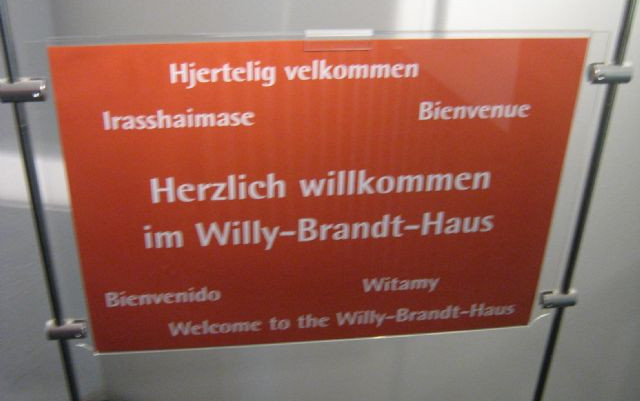 Hjertelig velkommen
Irasshaimase
Bienvenue
Herzlich willkommen
im Willy-Brandt-Haus
Bienvenido
Witamy
Welcome to the Willy-Brandt-Haus